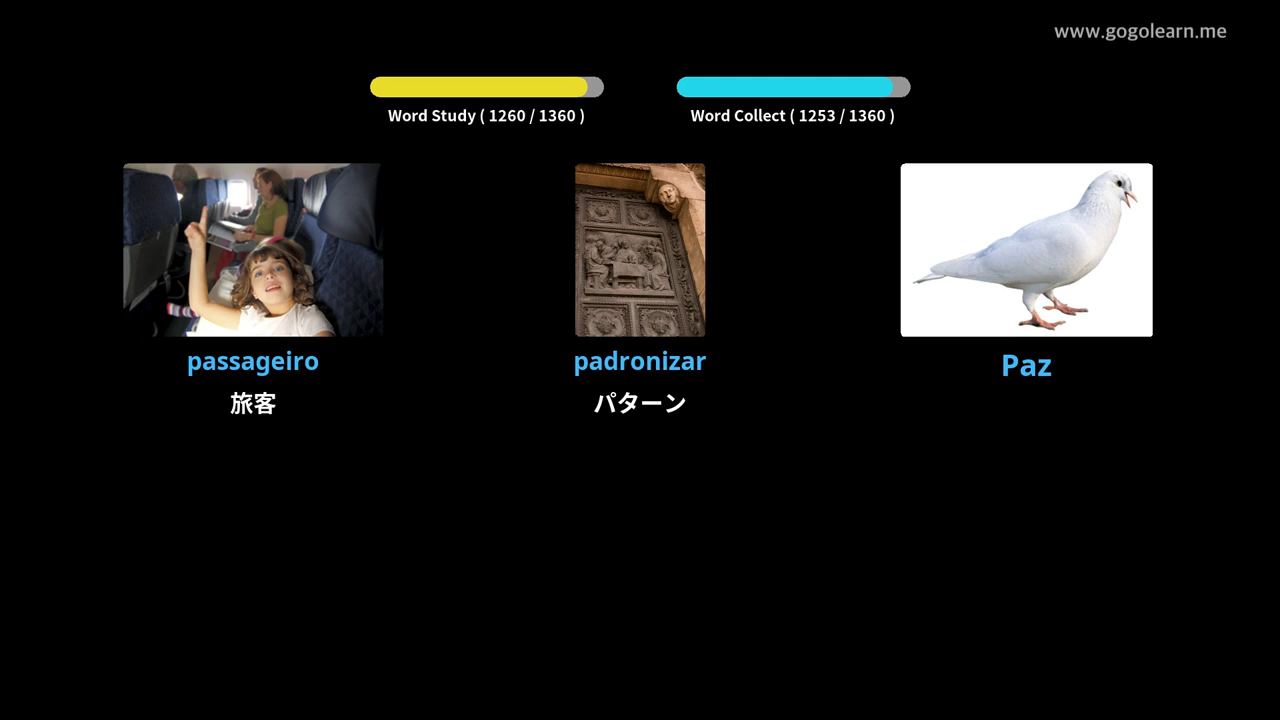 www.gogolearn.me
Word Study ( 1260 / 1360 )
Word Collect ( 1253 / 1360 )
passageiro
旅客
padronizar
パターン
Paz